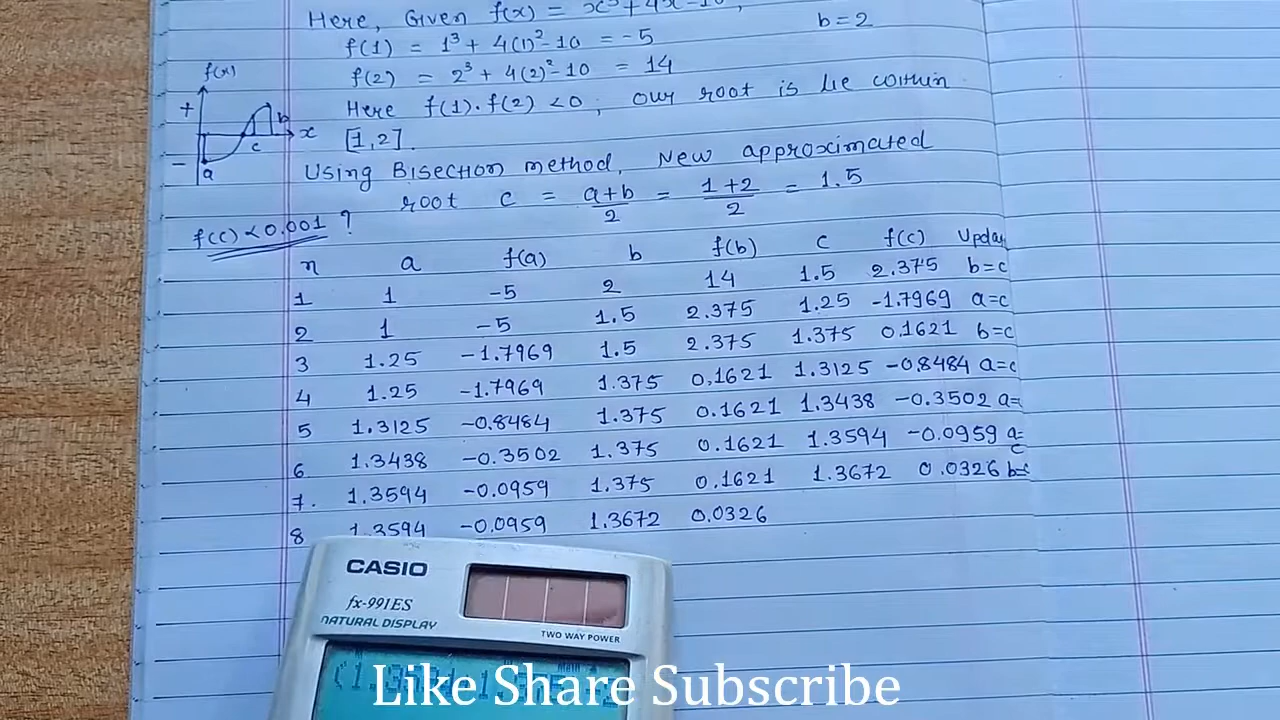 Here, Given f(x) = x³ + 4x²-10,
b = 2
f(1) = 1³ + 4(1)²-10 = -5
f(2) = 2³ + 4(2)²-10 = 14
Here f(1).f(2) <0, Our root is lie within
[1,2].
f(x)
+
-
a
b
c
x
Using Bisection method, New approximated
root c = a+b/2 = 1+2/2 = 1.5
f(c) <0.001 ?
n a f(a) b f(b) c f(c) Updat
1 1 -5 2 14 1.5 2.375 b=c
2 1 -5 1.5 2.375 1.25 -1.7969 a=c
3 1.25 -1.7969 1.5 2.375 1.375 0.1621 b=c
4 1.25 -1.7969 1.375 0.1621 1.3125 -0.8484 a=c
5 1.3125 -0.8484 1.375 0.1621 1.3438 -0.3502 a=
6 1.3438 -0.3502 1.375 0.1621 1.3594 -0.0959 a=c
7. 1.3594 -0.0959 1.375 0.1621 1.3672 0.0326 b=c
8 1.3594 -0.0959 1.3672 0.0326
CASIO
fx-991ES
NATURAL DISPLAY
TWO WAY POWER
Like Share Subscribe